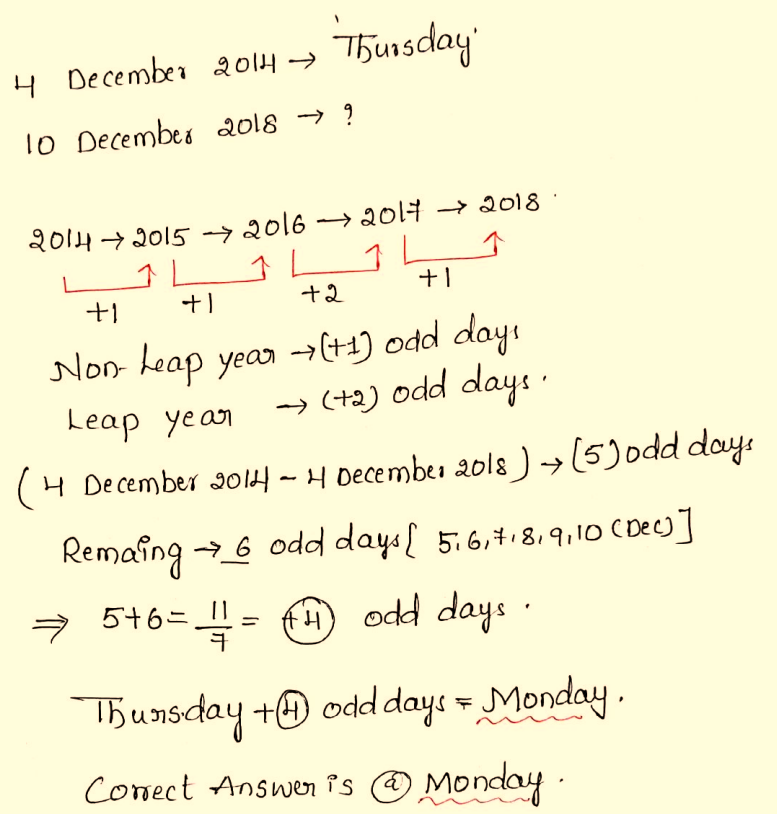 4 December 2014 → 'Thursday'
10 December 2018 → ?
2014 → 2015 → 2016 → 2017 → 2018
+1 +1 +2 +1
Non-Leap year → (+1) odd days
Leap year → (+2) odd days.
(4 December 2014 - 4 December 2018) → (5) odd days
Remaing → 6 odd days [ 5,6,7,8,9,10 (Dec) ]
⇒ 5+6 = 11/7 = +4 odd days.
Thursday + 4 odd days = Monday.
Correct Answer is ⓐ Monday.